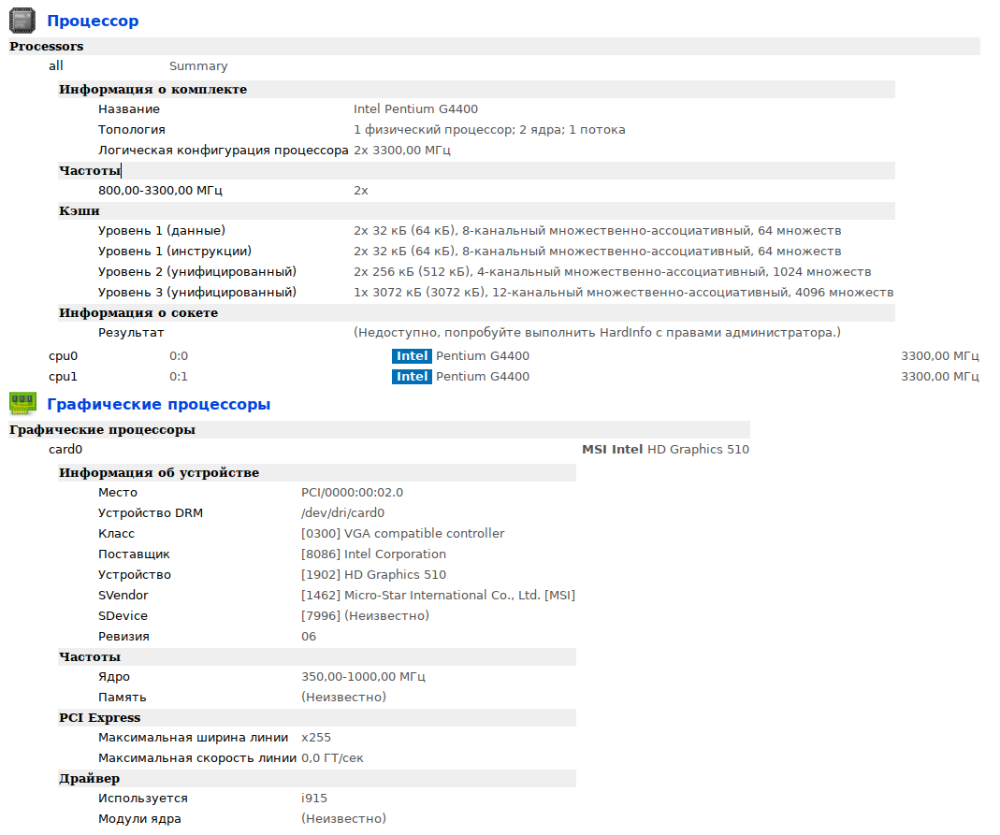 Процессор
Processors
all Summary
Информация о комплекте
Название Intel Pentium G4400
Топология 1 физический процессор; 2 ядра; 1 потока
Логическая конфигурация процессора 2x 3300,00 МГц
Частоты
800,00-3300,00 МГц 2x
Кэши
Уровень 1 (данные) 2x 32 кБ (64 кБ), 8-канальный множественно-ассоциативный, 64 множеств
Уровень 1 (инструкции) 2x 32 кБ (64 кБ), 8-канальный множественно-ассоциативный, 64 множеств
Уровень 2 (унифицированный) 2x 256 кБ (512 кБ), 4-канальный множественно-ассоциативный, 1024 множеств
Уровень 3 (унифицированный) 1x 3072 кБ (3072 кБ), 12-канальный множественно-ассоциативный, 4096 множеств
Информация о сокете
Результат (Недоступно, попробуйте выполнить HardInfo с правами администратора.)
cpu0 0:0 Intel Pentium G4400 3300,00 МГц
cpu1 0:1 Intel Pentium G4400 3300,00 МГц
Графические процессоры
Графические процессоры
card0 MSI Intel HD Graphics 510
Информация об устройстве
Место PCI/0000:00:02.0
Устройство DRM /dev/dri/card0
Класс [0300] VGA compatible controller
Поставщик [8086] Intel Corporation
Устройство [1902] HD Graphics 510
SVendor [1462] Micro-Star International Co., Ltd. [MSI]
SDevice [7996] (Неизвестно)
Ревизия 06
Частоты
Ядро 350,00-1000,00 МГц
Память (Неизвестно)
PCI Express
Максимальная ширина линии x255
Максимальная скорость линии 0,0 ГТ/сек
Драйвер
Используется i915
Модули ядра (Неизвестно)